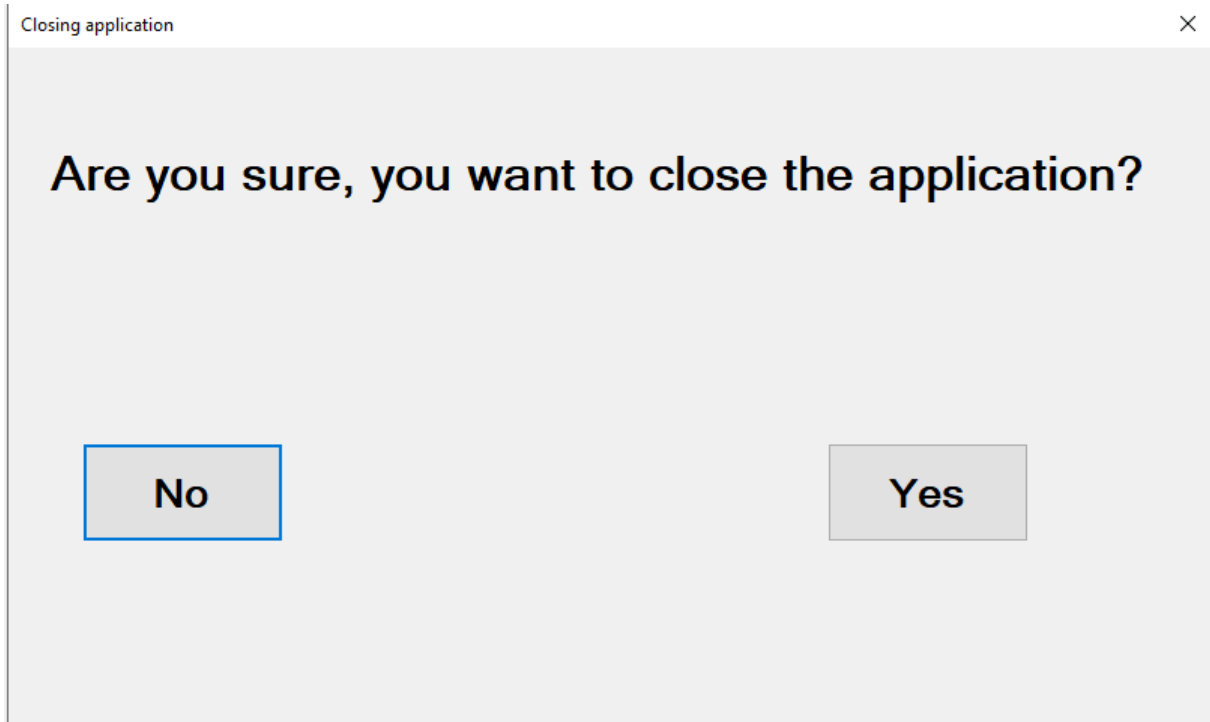 Closing application
Are you sure, you want to close the application?
No
Yes